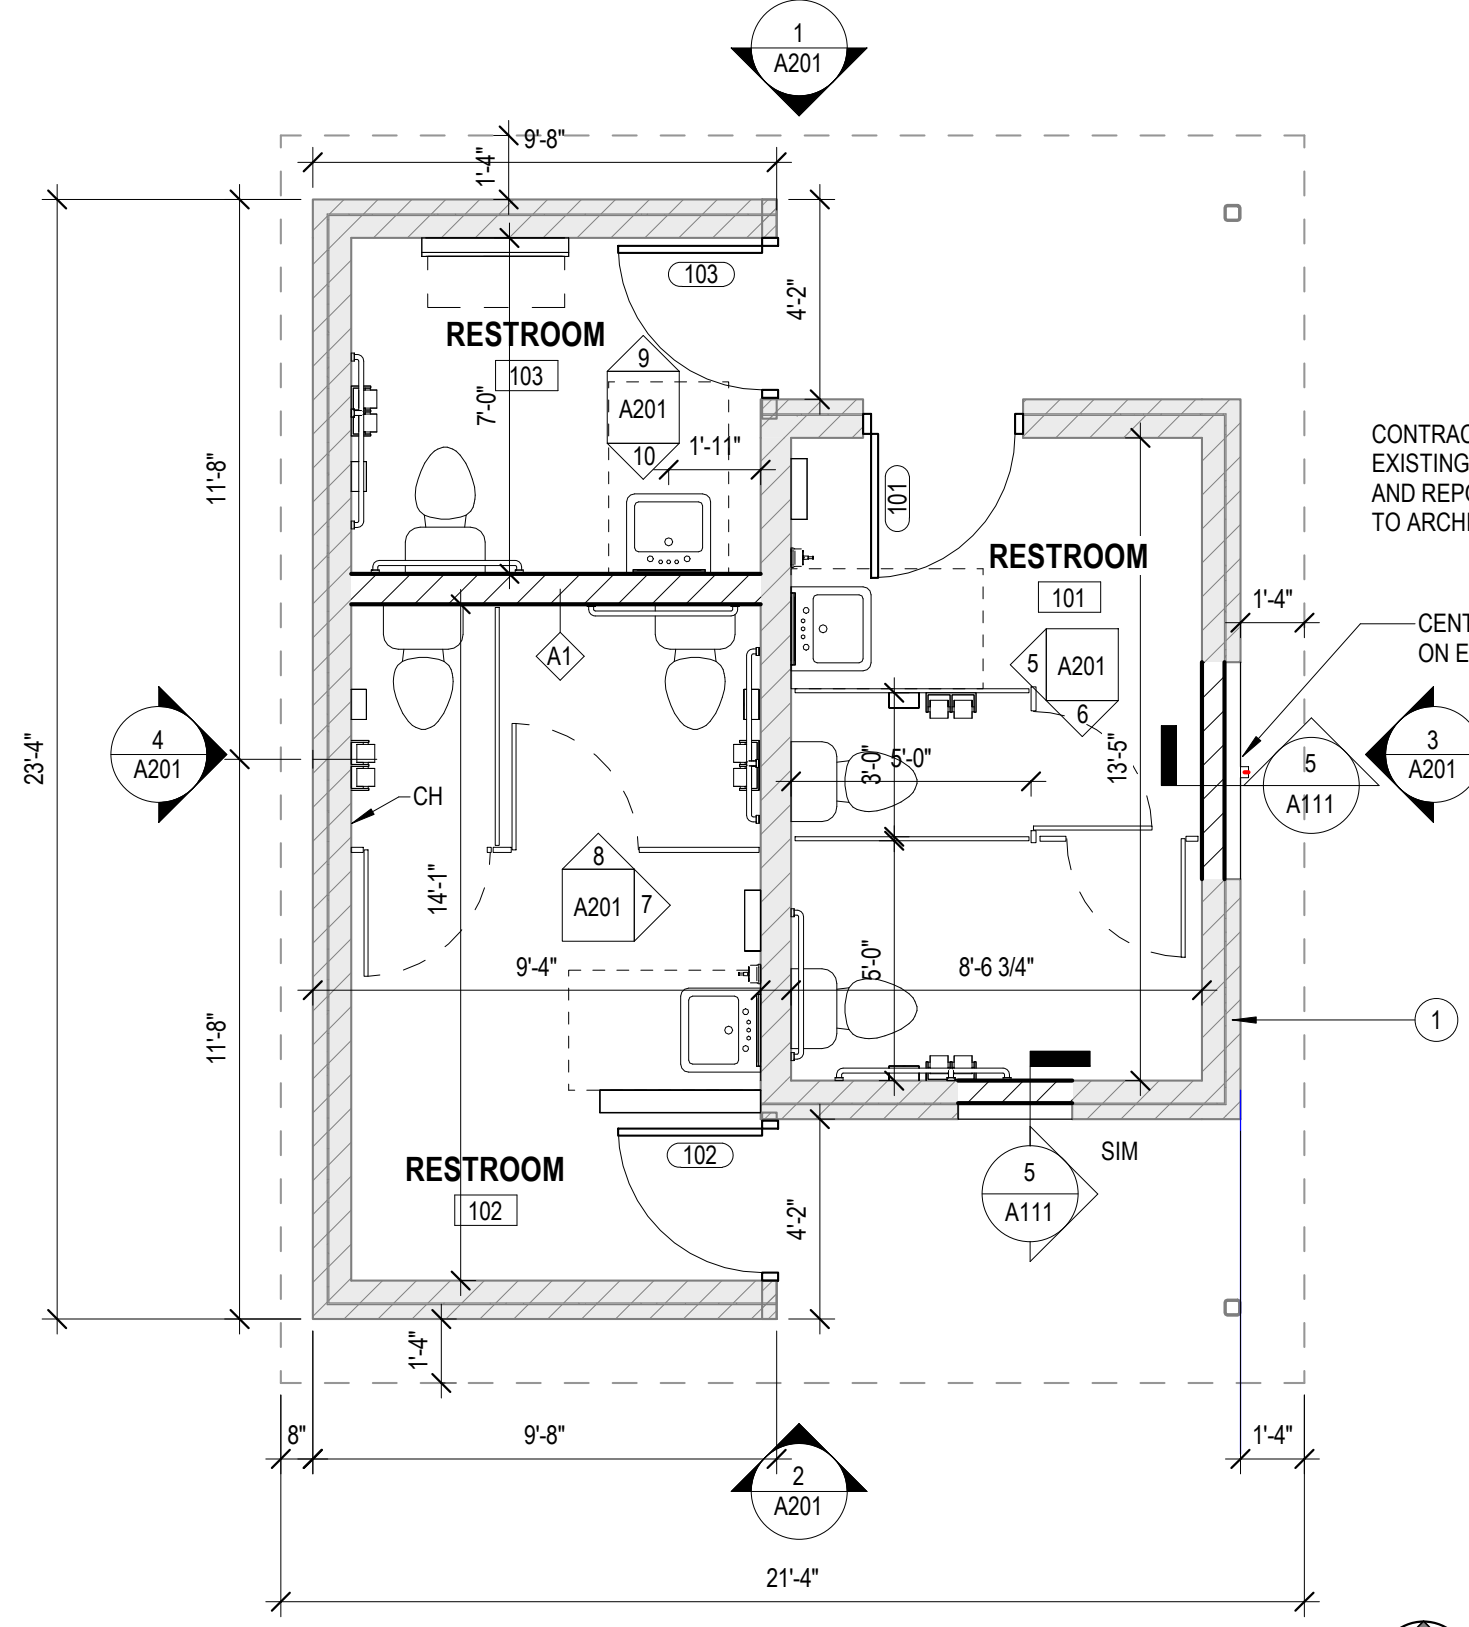 1
A201
9'-8"
1'-4"
103
4'-2"
RESTROOM
103
9
A201
10
7'-0"
1'-11"
11'-8"
101
RESTROOM
101
CONTRAC
EXISTING
AND REPO
TO ARCHI
1'-4"
CENT
ON E
A1
5
A201
6
4
A201
23'-4"
3'-0"
5'-0"
13'-5"
5
A111
3
A201
CH
14'-1"
8
A201
7
9'-4"
5'-0"
8'-6 3/4"
11'-8"
1
RESTROOM
102
102
4'-2"
SIM
5
A111
1'-4"
8"
9'-8"
2
A201
1'-4"
21'-4"